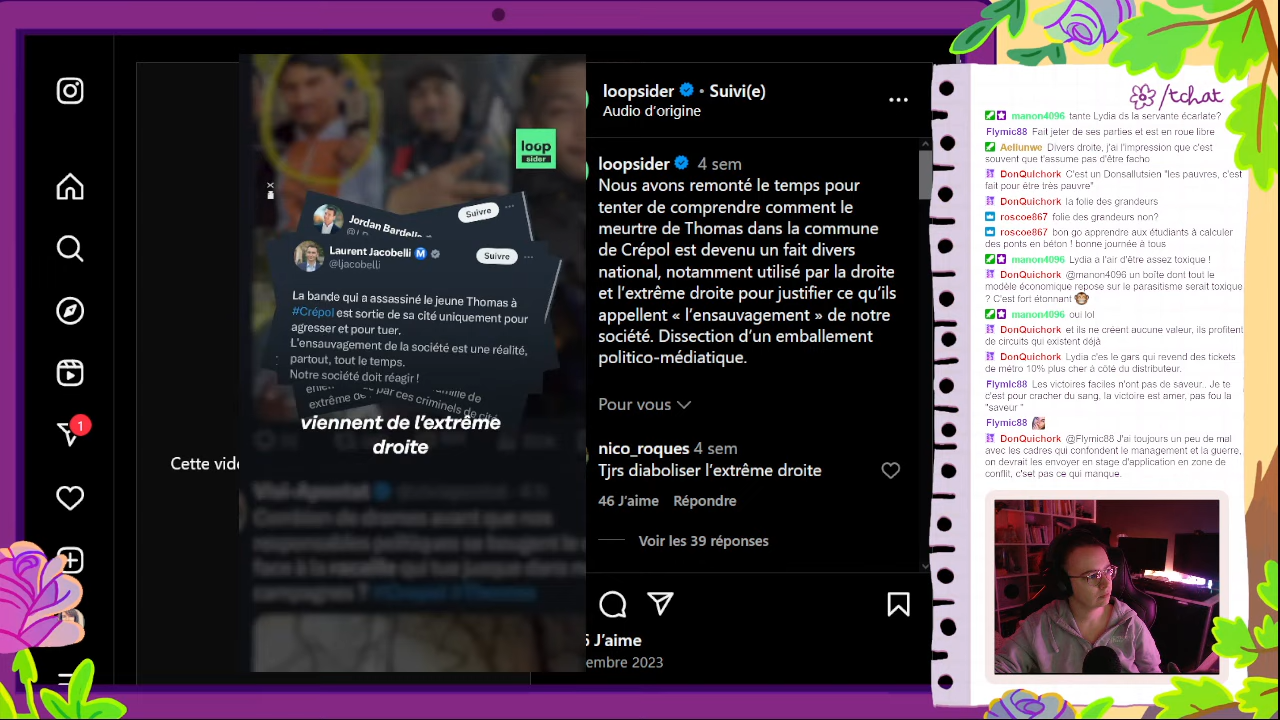 loopsider • Suivi(e)
Audio d'origine
loop
sider
loopsider 4 sem
Nous avons remonté le temps pour
tenter de comprendre comment le
meurtre de Thomas dans la commune
de Crépol est devenu un fait divers
national, notamment utilisé par la droite
et l'extrême droite pour justifier ce qu'ils
appellent « l'ensauvagement » de notre
société. Dissection d'un emballement
politico-médiatique.
Pour vous
nico_roques 4 sem
Tjrs diaboliser l'extrême droite
46 J'aime Répondre
Voir les 39 réponses
J'aime
embre 2023
1
Cette vidé
Jordan Bardella
Suivre
Laurent Jacobelli
@ljacobelli
Suivre
La bande qui a assassiné le jeune Thomas à
#Crépol est sortie de sa cité uniquement pour
agresser et pour tuer.
L'ensauvagement de la société est une réalité,
partout, tout le temps.
Notre société doit réagir !
par ces criminels de cité
extrême de
viennent de l'extrême
droite
/tchat
manon4096 tante Lydia ds la servante écarlate?
Flymic88 Fait jeter de ses parties et est en roue libre
Aeliunwe Divers droite, j'ai l'impression que c'est
souvent que t'assume pas d'être facho
DonQuichork C'est un Donsallutsien "les pauvres, c'est
fait pour être très pauvre"
DonQuichork la folie des grandeurs
roscoe867 folie des grandeurs non?
roscoe867 bon go apprendre aux étudiants à calculer
des ponts en béton ! bonne journée à tous
manon4096 Lydia a l'air d'être assez toxique !
DonQuichork @manon4096 un boîte dont tout le
modèle économique repose sur le parasitisme serait toxique
? C'est fort étonnant
manon4096 oui lol
DonQuichork et ils ne créent aucune valeur, ils profitent
de circuits qui existent déjà
DonQuichork Lydia c'es le gars qui revend des tickets
de métro 10% plus cher à côté du distributeur.
Flymic88 Les victoires faciles n'ont pas de saveur.. Je te
c'est pour cracher du sang. la victoire est amer, pas fou la
"saveur "
Flymic88
DonQuichork @Flymic88 J'ai toujours un peu de mal
avec les cadres qui confondent le management et la guerre,
on devrait les envoyer en stage d'application en zone de
conflit, c'set pas ce qui manque.